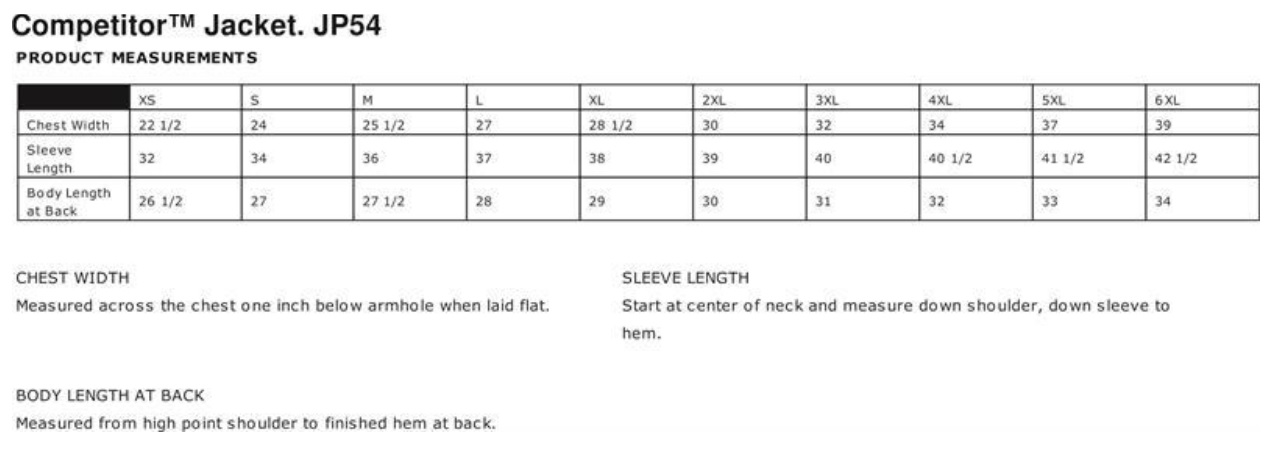 Competitor™ Jacket. JP54
PRODUCT MEASUREMENTS
XS S M L XL 2XL 3XL 4XL 5XL 6XL
Chest Width 22 1/2 24 25 1/2 27 28 1/2 30 32 34 37 39
Sleeve
Length 32 34 36 37 38 39 40 40 1/2 41 1/2 42 1/2
Body Length
at Back 26 1/2 27 27 1/2 28 29 30 31 32 33 34
CHEST WIDTH
Measured across the chest one inch below armhole when laid flat.
SLEEVE LENGTH
Start at center of neck and measure down shoulder, down sleeve to
hem.
BODY LENGTH AT BACK
Measured from high point shoulder to finished hem at back.